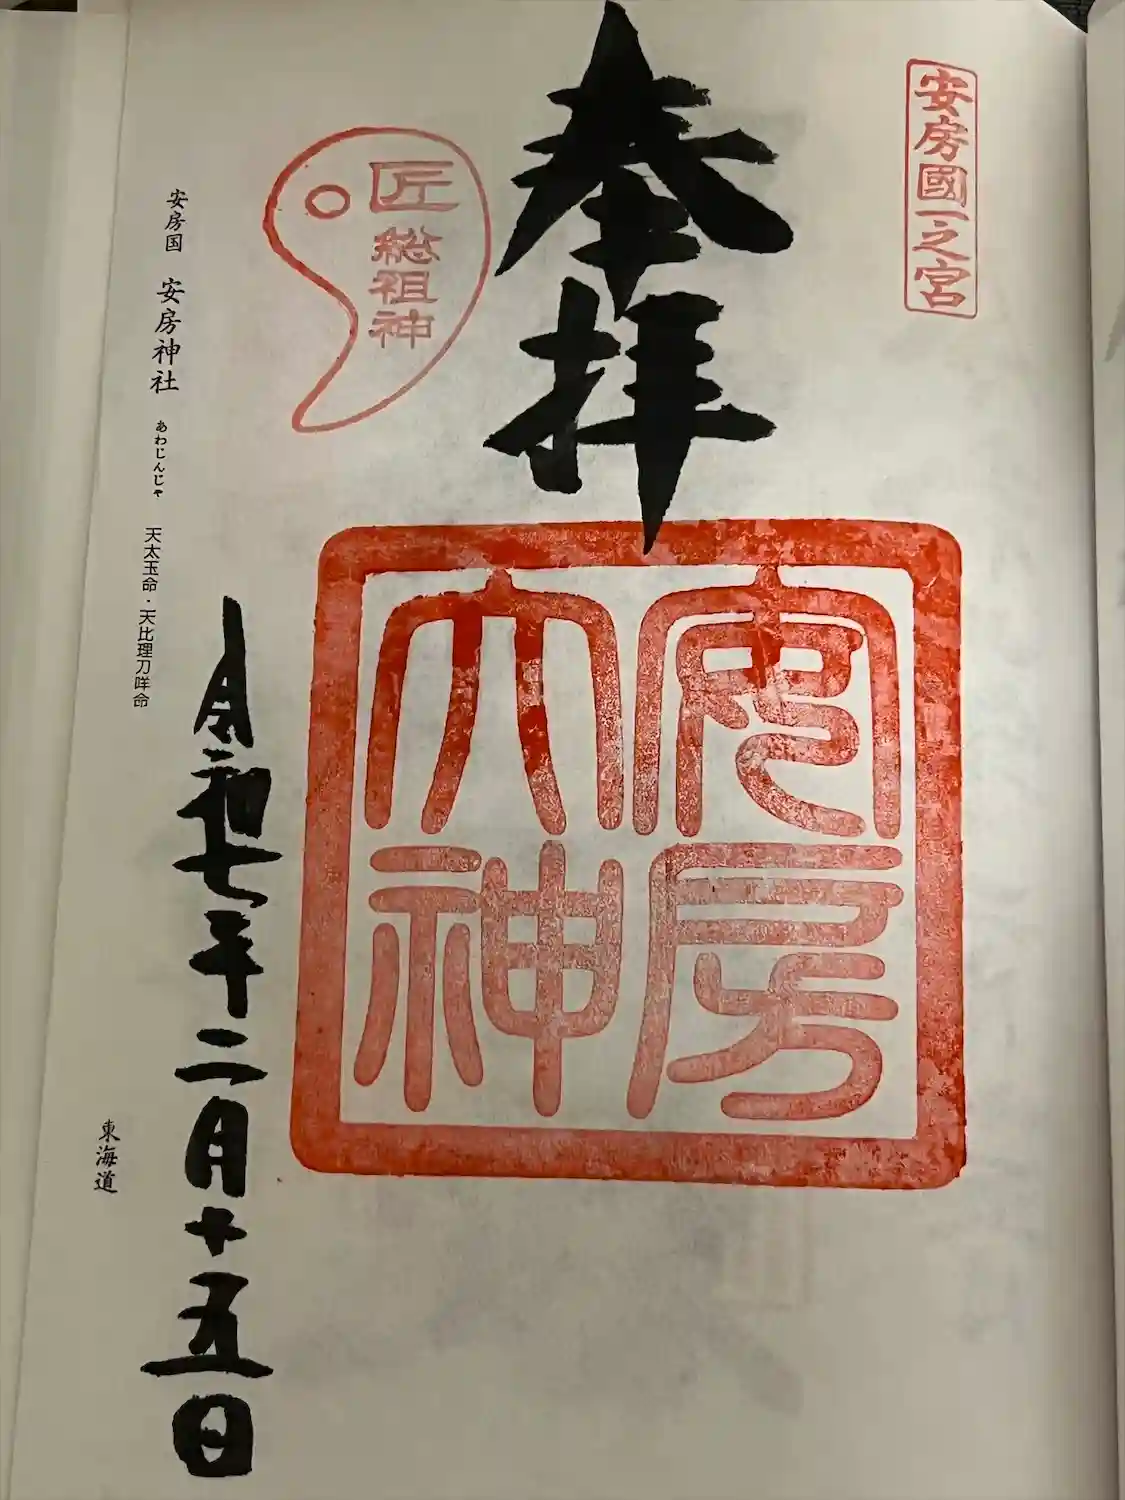 安房國一之宮
奉拝
安房
大神
匠
総祖神
令和七年二月十五日
安房国 安房神社 あわじんじゃ 天太玉命・天比理刀咩命
東海道